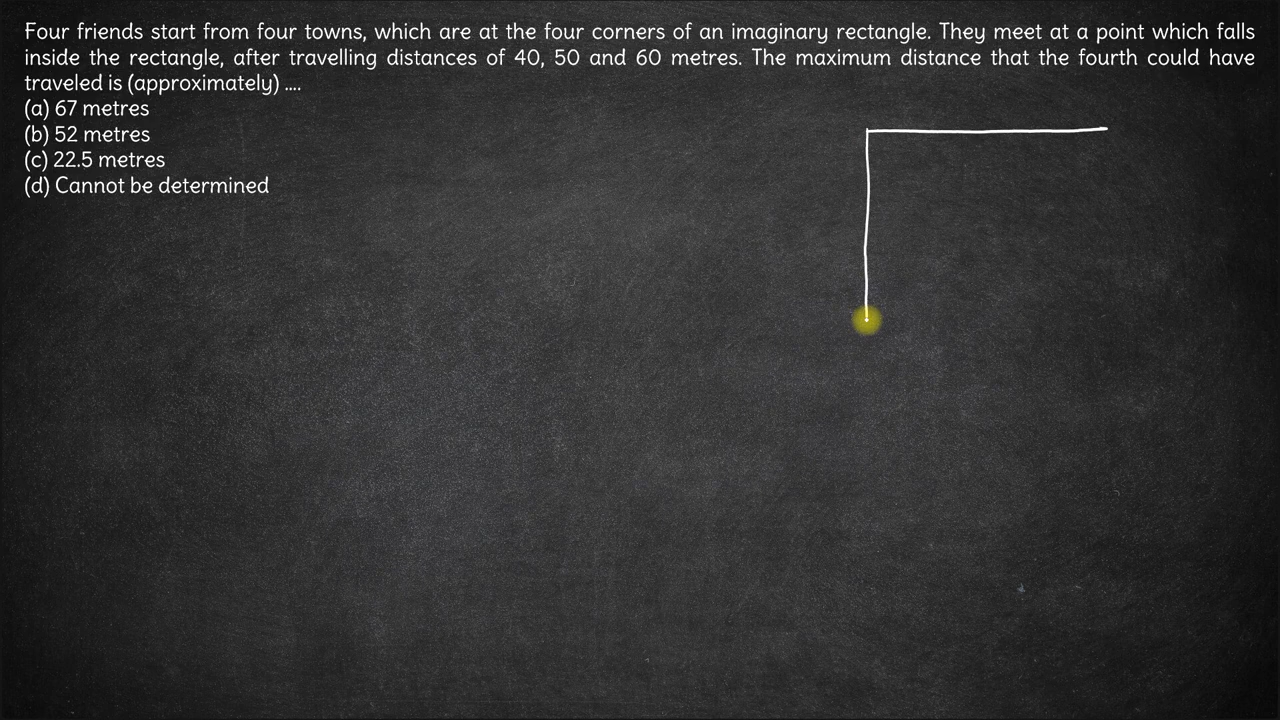 Four friends start from four towns, which are at the four corners of an imaginary rectangle. They meet at a point which falls
inside the rectangle, after travelling distances of 40, 50 and 60 metres. The maximum distance that the fourth could have
traveled is (approximately) ....
(a) 67 metres
(b) 52 metres
(c) 22.5 metres
(d) Cannot be determined